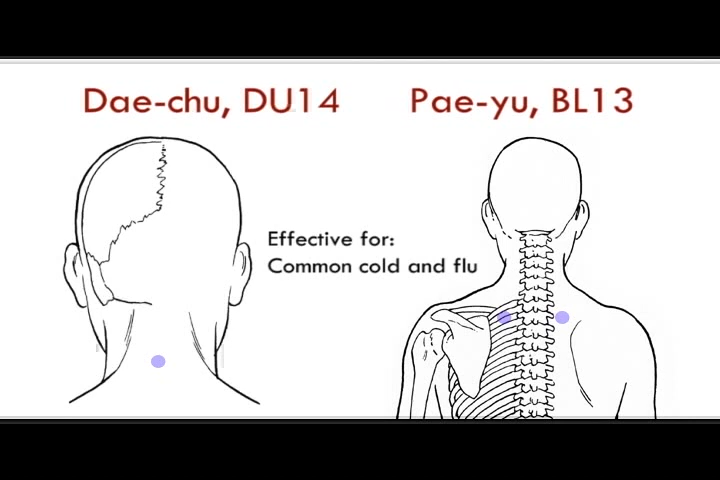 Dae-chu, DU14
Pae-yu, BL13
Effective for:
Common cold and flu